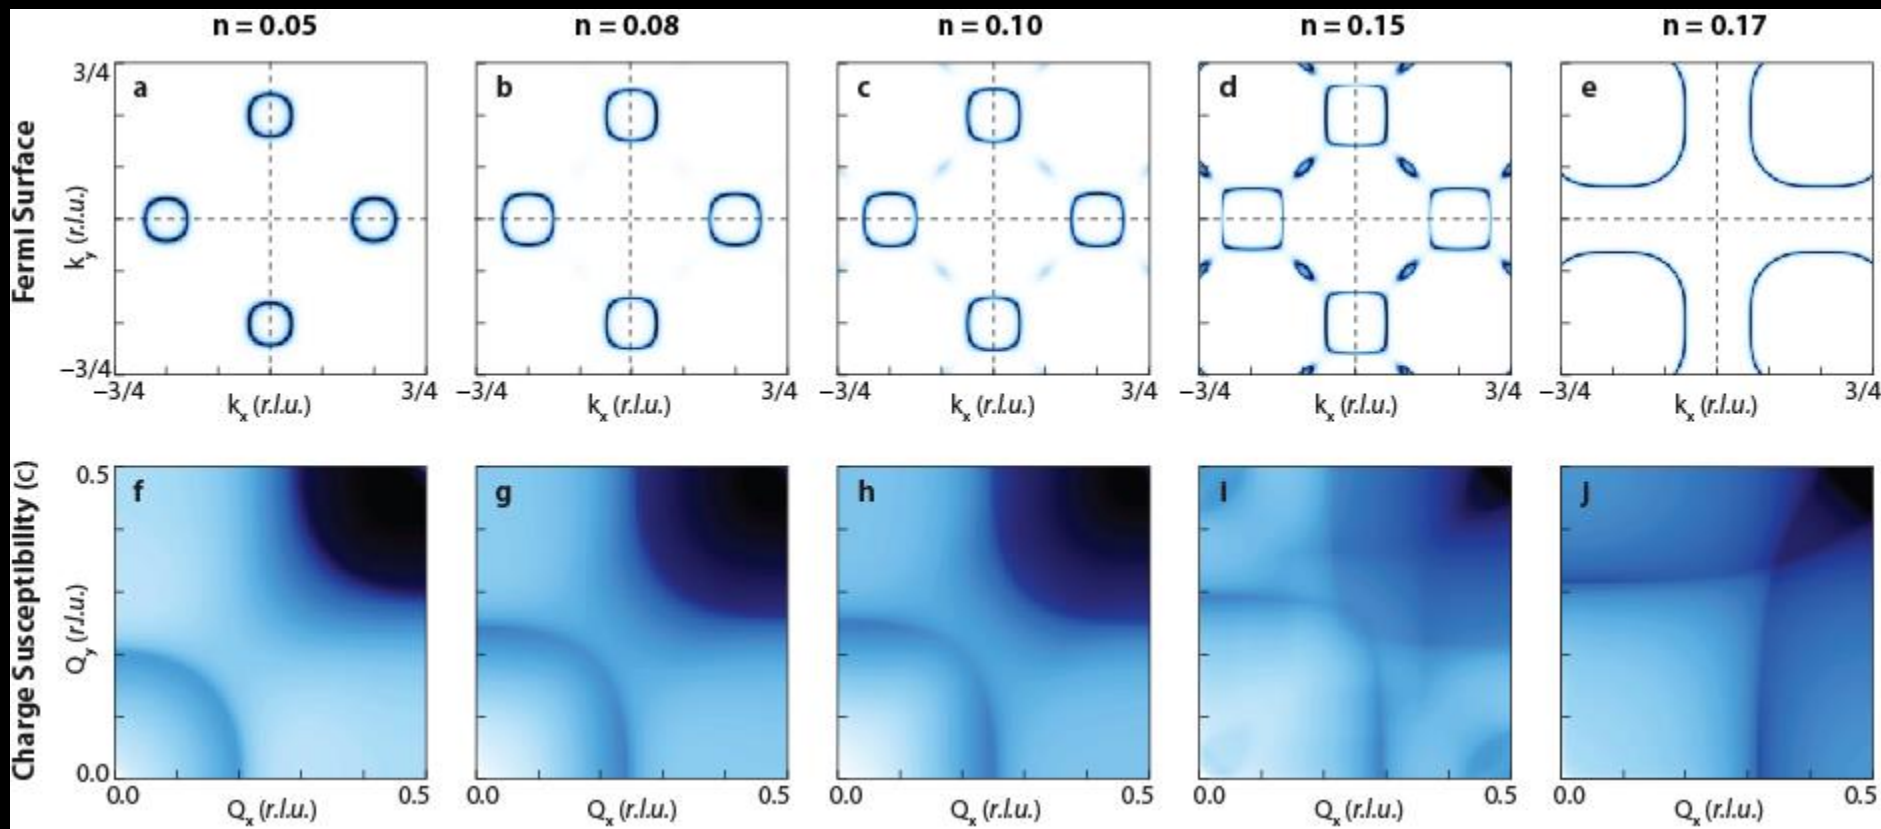 n = 0.05
n = 0.08
n = 0.10
n = 0.15
n = 0.17
Fermi Surface
k_y (r.l.u.)
3/4
−3/4
a
b
c
d
e
−3/4
3/4
−3/4
3/4
−3/4
3/4
−3/4
3/4
−3/4
3/4
k_x (r.l.u.)
k_x (r.l.u.)
k_x (r.l.u.)
k_x (r.l.u.)
k_x (r.l.u.)
Charge Susceptibility (c)
Q_y (r.l.u.)
0.5
0.0
f
g
h
i
j
0.0
0.5
0.0
0.5
0.0
0.5
0.0
0.5
0.0
0.5
Q_x (r.l.u.)
Q_x (r.l.u.)
Q_x (r.l.u.)
Q_x (r.l.u.)
Q_x (r.l.u.)